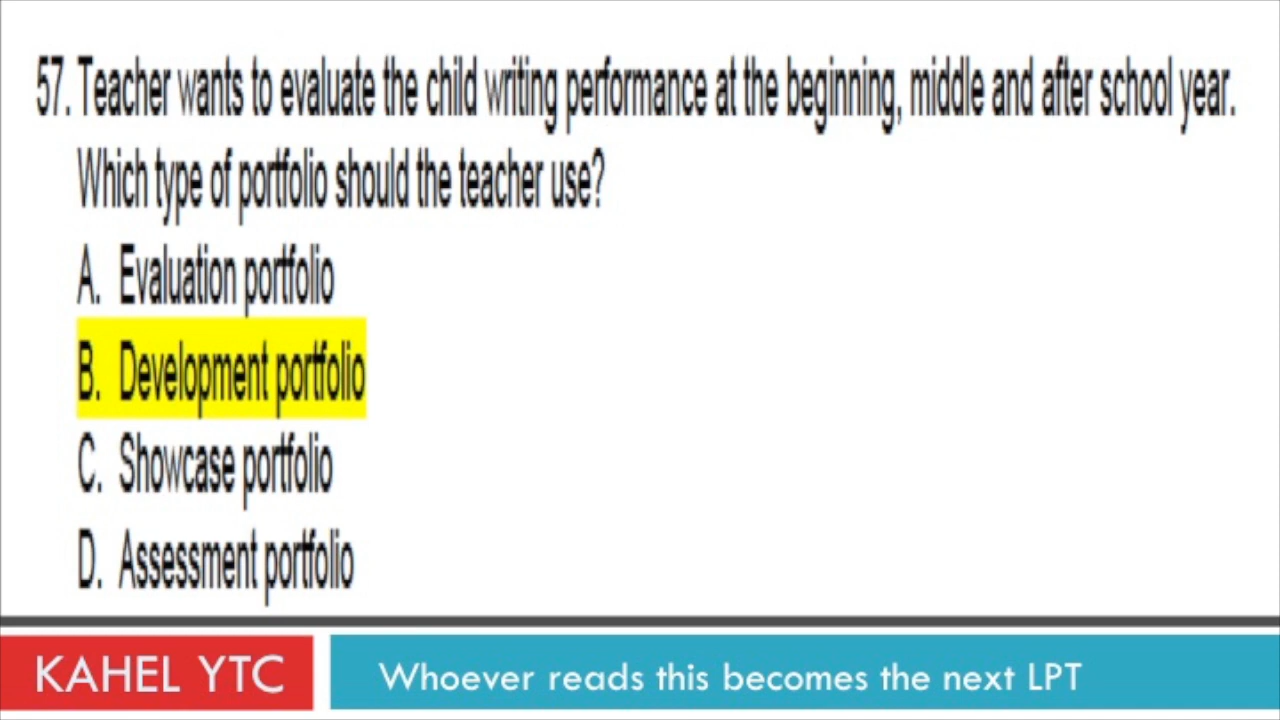 57. Teacher wants to evaluate the child writing performance at the beginning, middle and after school year.
Which type of portfolio should the teacher use?
A. Evaluation portfolio
B. Development portfolio
C. Showcase portfolio
D. Assessment portfolio
KAHEL YTC
Whoever reads this becomes the next LPT